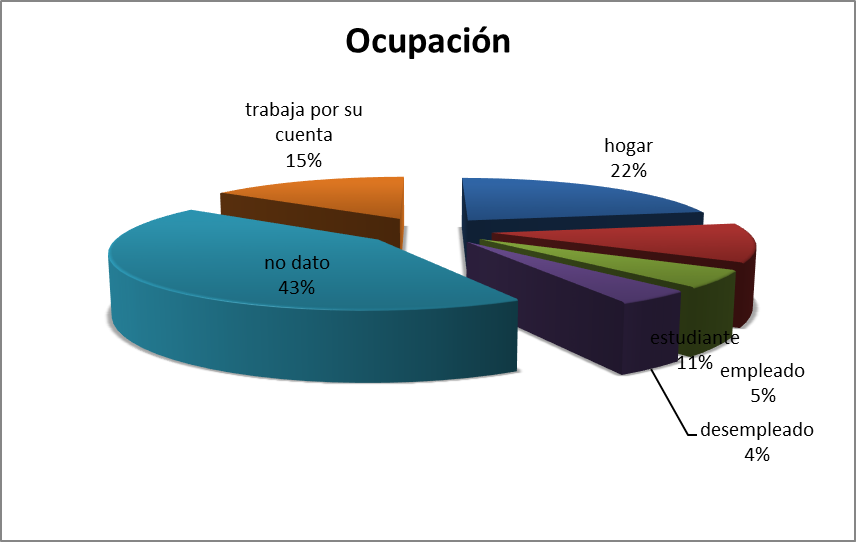 Ocupación
trabaja por su
cuenta
15%
hogar
22%
no dato
43%
estudiante
11%
empleado
5%
desempleado
4%